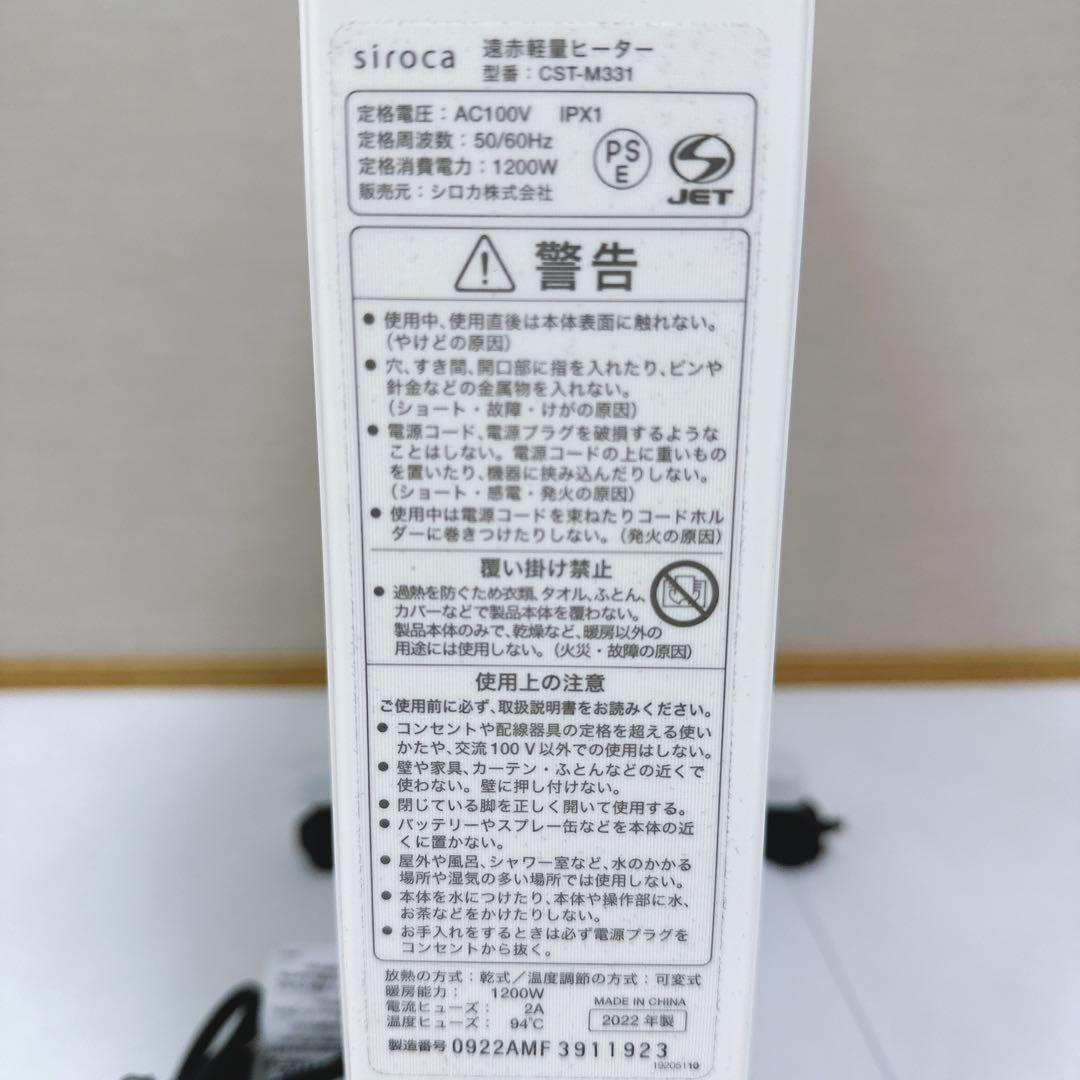 siroca
遠赤軽量ヒーター
型番：CST-M331
定格電圧：AC100V IPX1
定格周波数：50/60Hz
定格消費電力：1200W
販売元：シロカ株式会社
PS
E
JET
警告
● 使用中、使用直後は本体表面に触れない。
（やけどの原因）
● 穴、すき間、開口部に指を入れたり、ピンや
針金などの金属物を入れない。
（ショート・故障・けがの原因）
● 電源コード、電源プラグを破損するような
ことはしない。電源コードの上に重いもの
を置いたり、機器に挟み込んだりしない。
（ショート・感電・発火の原因）
● 使用中は電源コードを束ねたりコードホル
ダーに巻きつけたりしない。（発火の原因）
覆い掛け禁止
● 過熱を防ぐため衣類、タオル、ふとん、
カバーなどで製品本体を覆わない。
製品本体のみで、乾燥など、暖房以外の
用途には使用しない。（火災・故障の原因）
使用上の注意
ご使用前に必ず、取扱説明書をお読みください。
● コンセントや配線器具の定格を超える使い
かたや、交流100V以外での使用はしない。
● 壁や家具、カーテン・ふとんなどの近くで
使わない。壁に押し付けない。
● 閉じている脚を正しく開いて使用する。
● バッテリーやスプレー缶などを本体の近
くに置かない。
● 屋外や風呂、シャワー室など、水のかかる
場所や湿気の多い場所では使用しない。
● 本体を水につけたり、本体や操作部に水、
お茶などをかけたりしない。
● お手入れをするときは必ず電源プラグを
コンセントから抜く。
放熱の方式：乾式／温度調節の方式：可変式
暖房能力： 1200W
電流ヒューズ： 2A
温度ヒューズ： 94℃
MADE IN CHINA
2022年製
製造番号 0922AMF 3911923
19205110